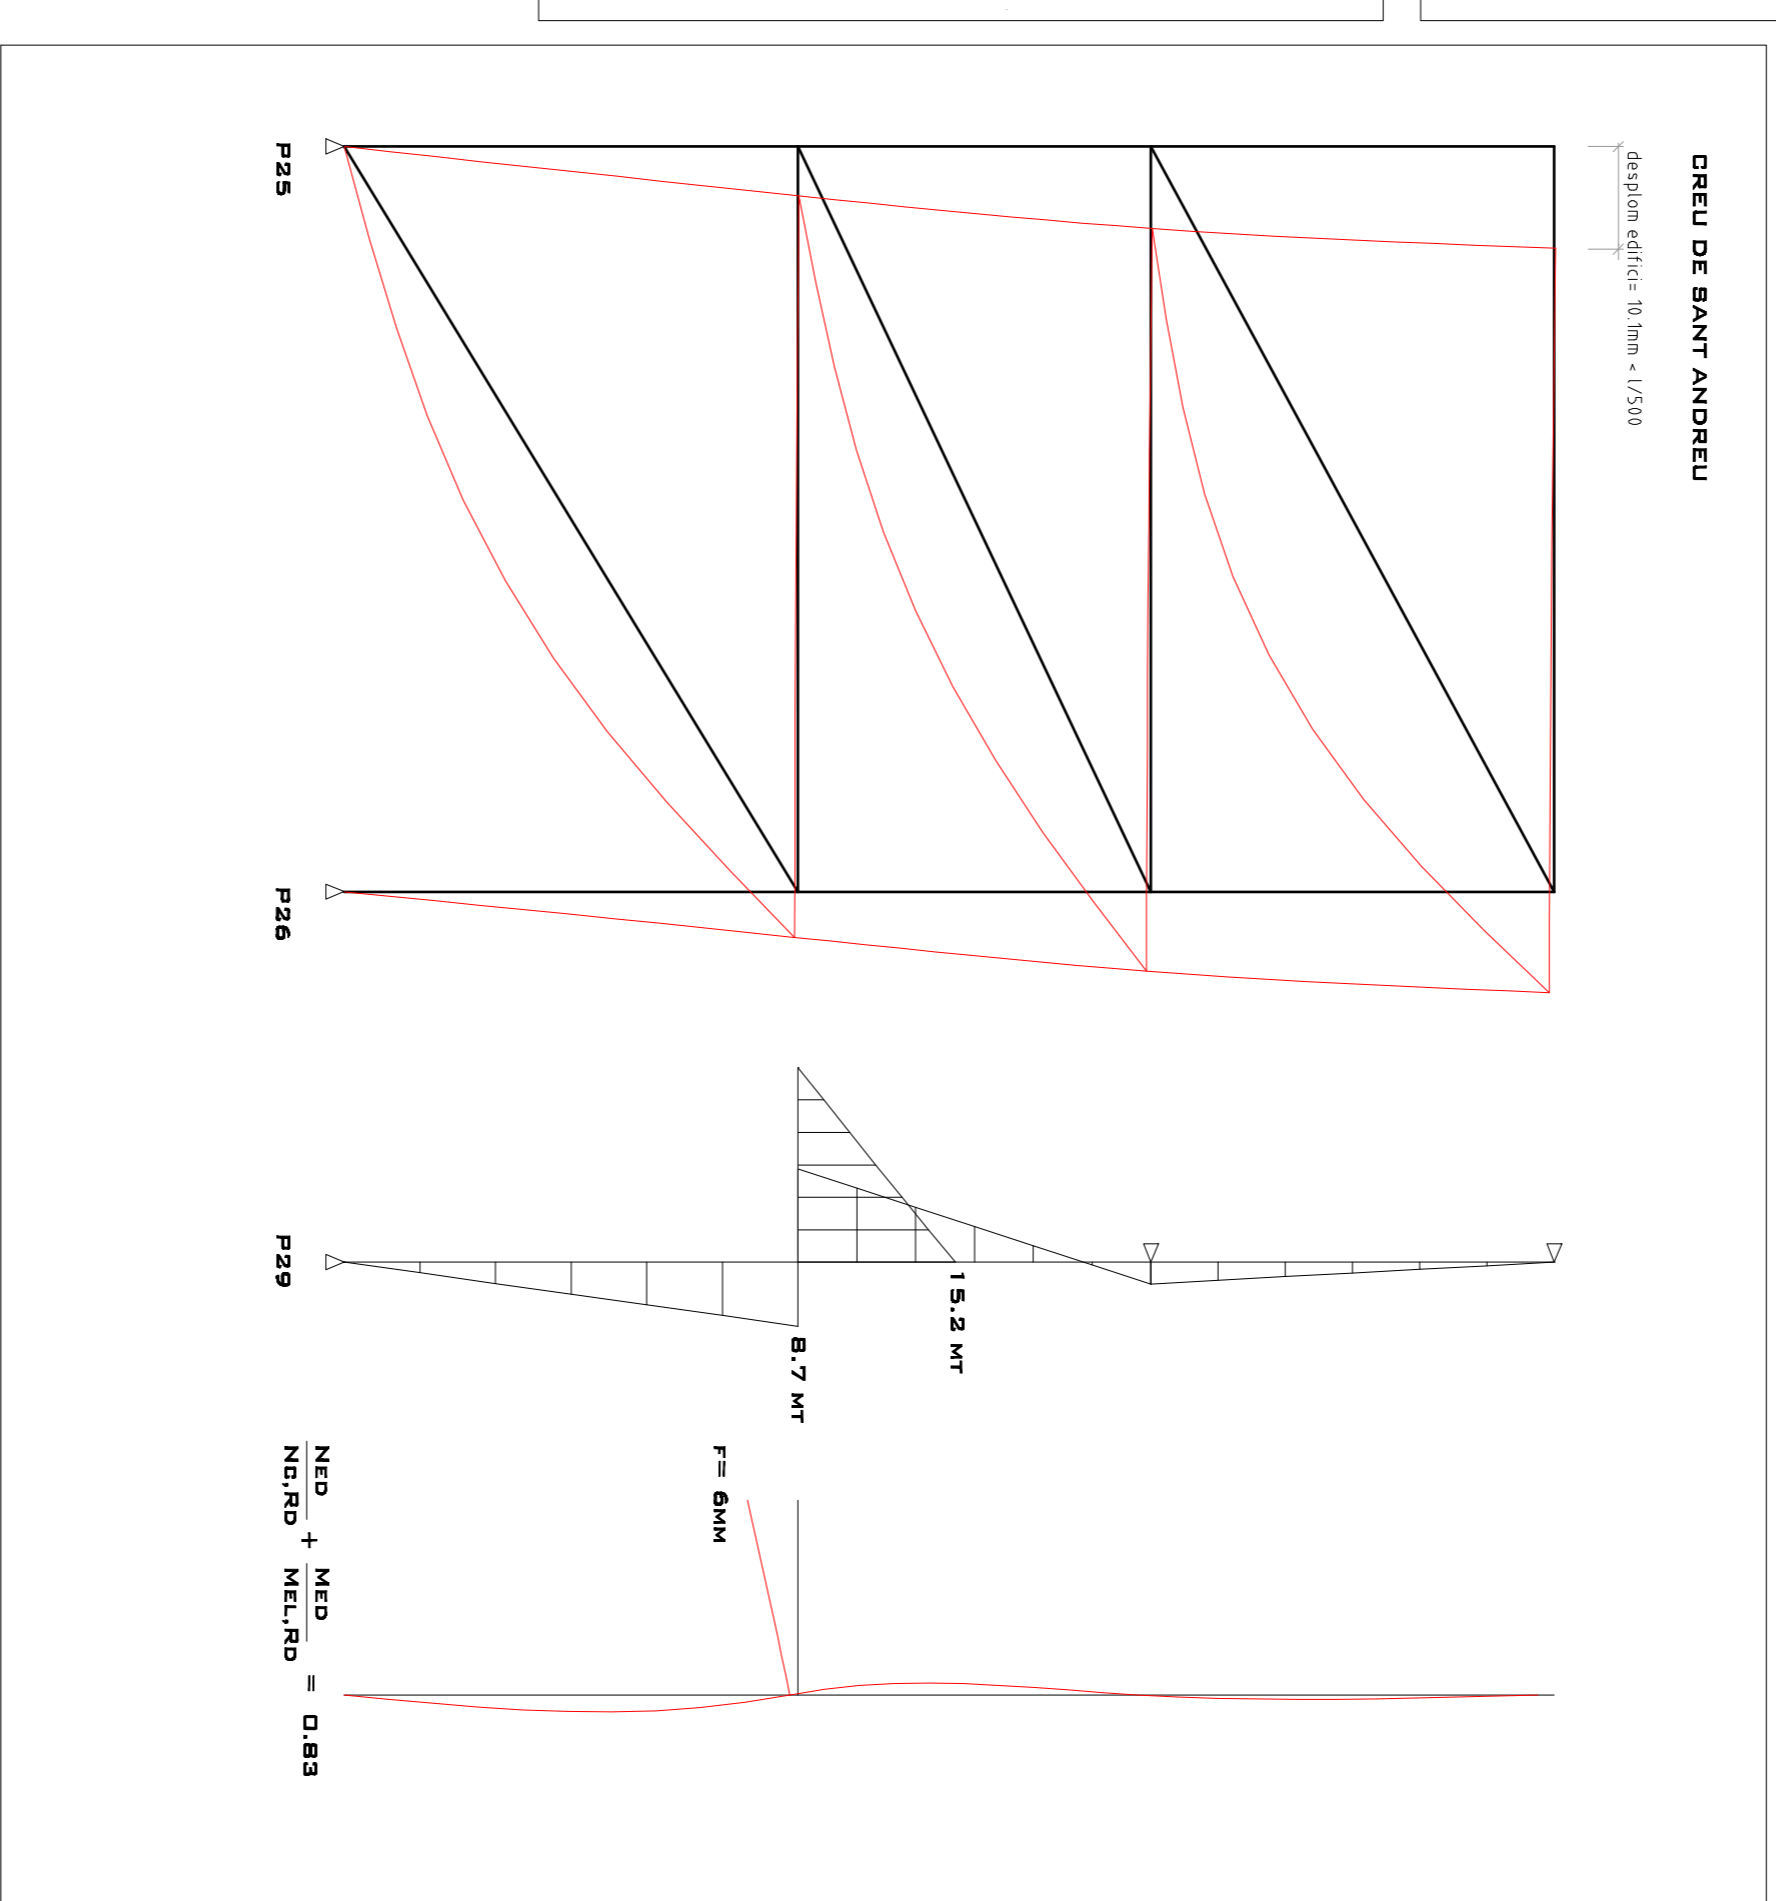 CREU DE SANT ANDREU
desplom edifici= 10.1mm < l/500
15.2 MT
8.7 MT
F= 6MM
P25
P26
P29
NED
NC,RD
+
MED
MEL,RD
= 0.83